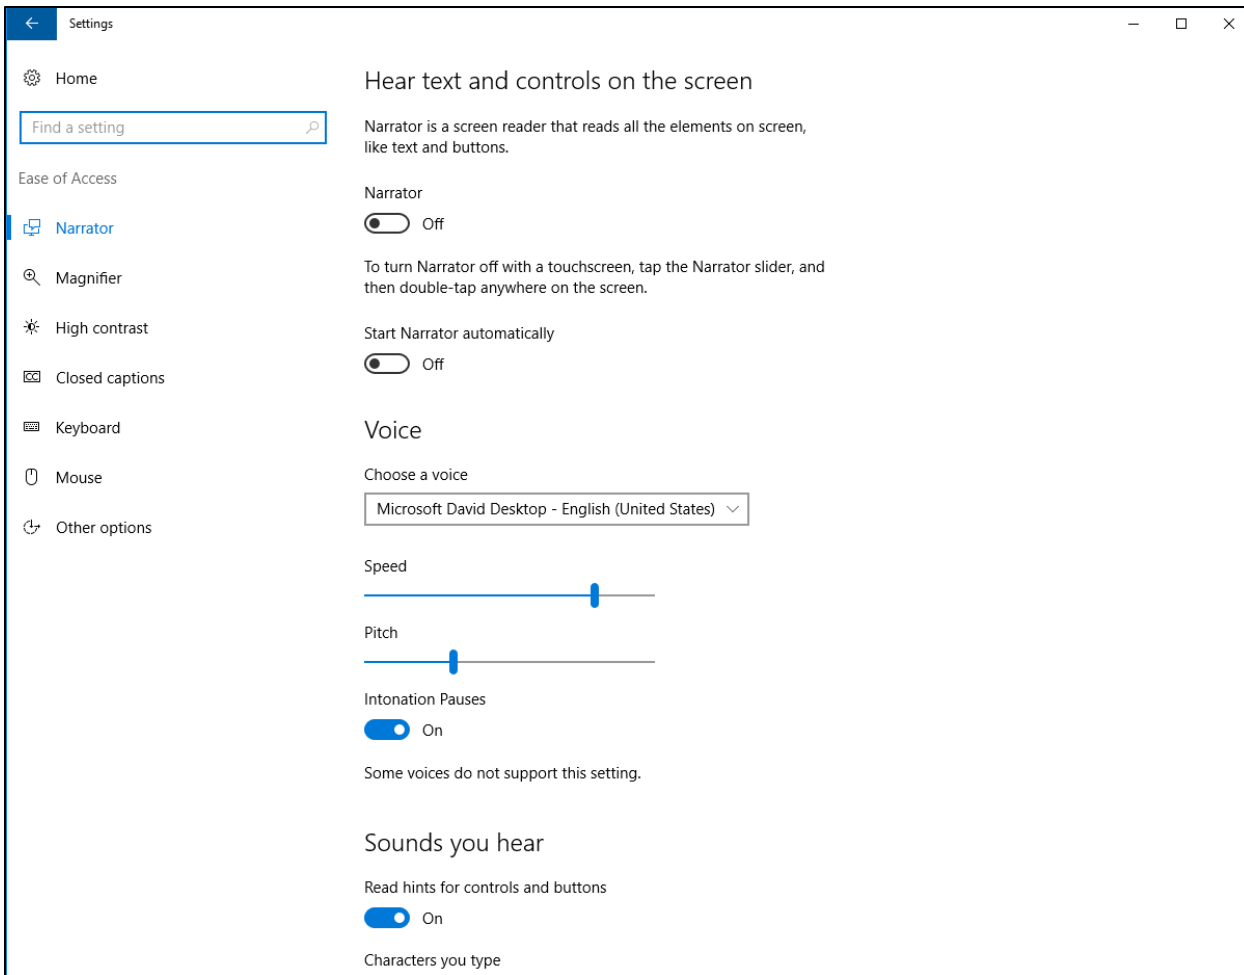 Settings
Home
Find a setting
Ease of Access
Narrator
Magnifier
High contrast
CC Closed captions
Keyboard
Mouse
Other options
Hear text and controls on the screen
Narrator is a screen reader that reads all the elements on screen,
like text and buttons.
Narrator
Off
To turn Narrator off with a touchscreen, tap the Narrator slider, and
then double-tap anywhere on the screen.
Start Narrator automatically
Off
Voice
Choose a voice
Microsoft David Desktop - English (United States)
Speed
Pitch
Intonation Pauses
On
Some voices do not support this setting.
Sounds you hear
Read hints for controls and buttons
On
Characters you type